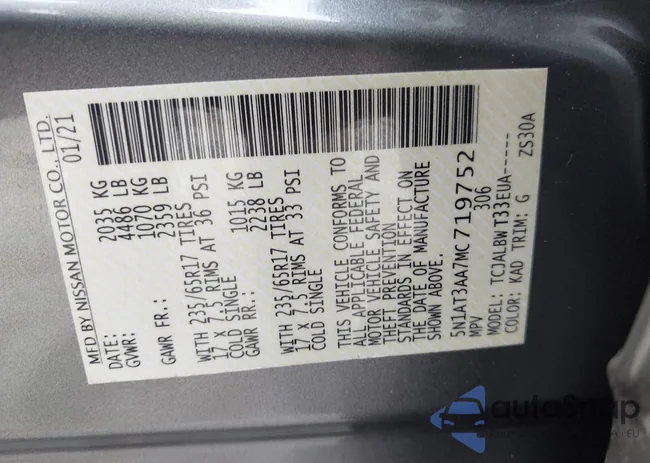 MFD BY NISSAN MOTOR CO., LTD.
DATE: 01/21
GVWR: 2035 KG
4486 LB
GAWR FR.: 1070 KG
2359 LB
WITH 235/65R17 TIRES
17 X 7.5 RIMS AT 36 PSI
COLD SINGLE
GAWR RR.: 1015 KG
2238 LB
WITH 235/65R17 TIRES
17 X 7.5 RIMS AT 33 PSI
COLD SINGLE
THIS VEHICLE CONFORMS TO
ALL APPLICABLE FEDERAL
MOTOR VEHICLE SAFETY AND
THEFT PREVENTION
STANDARDS IN EFFECT ON
THE DATE OF MANUFACTURE
SHOWN ABOVE.
5N1AT3AA7MC719752
MPV 306
MODEL: TCJALBWT33EUA-----
COLOR: KAD TRIM: G ZS30A
autoSnap